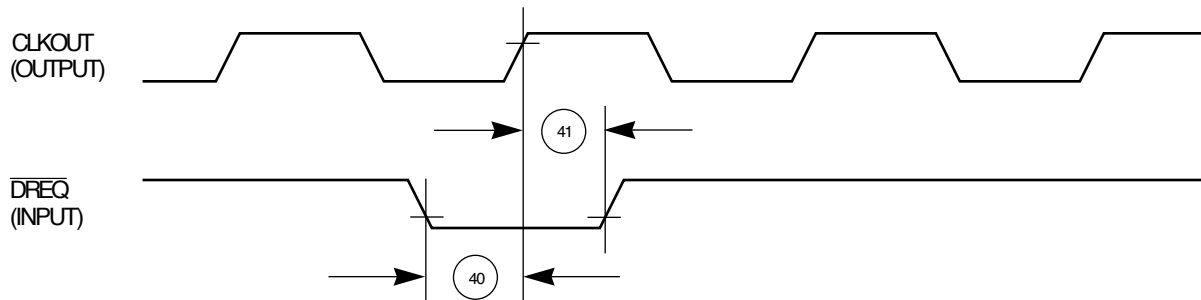 CLKOUT
(OUTPUT)
41
DREQ
(INPUT)
40